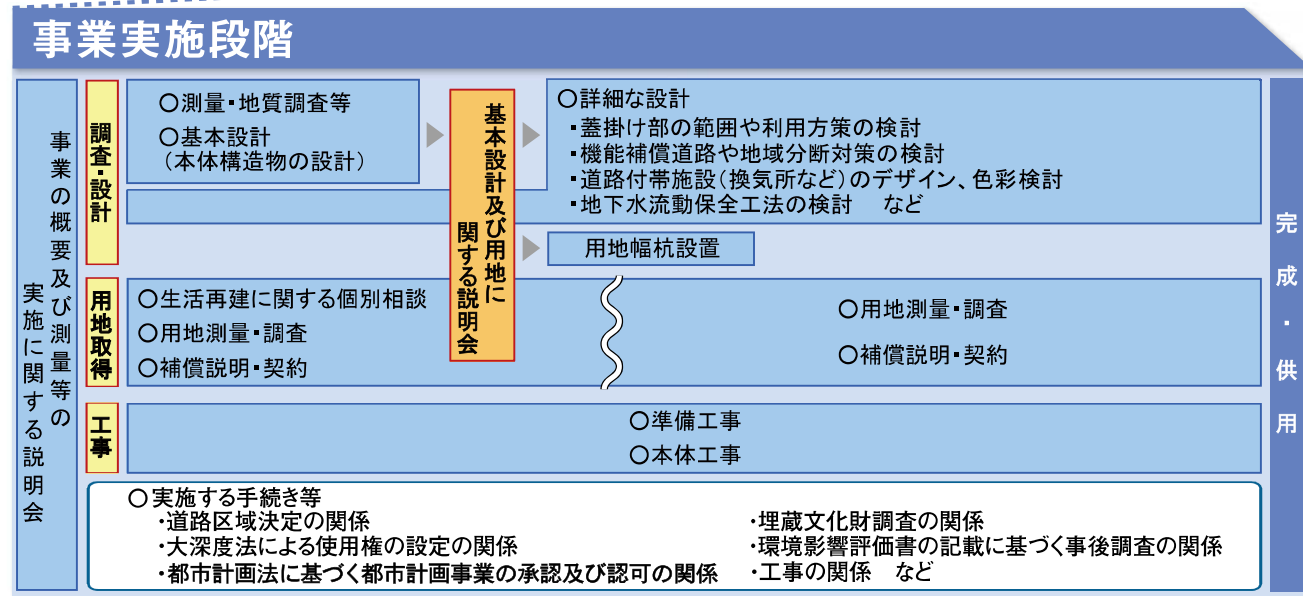 事業実施段階
事業の概要及び測量等の
実施に関する説明会
調査・設計
○測量・地質調査等
○基本設計
（本体構造物の設計）
基本設計及び用地に
関する説明会
○詳細な設計
・蓋掛け部の範囲や利用方策の検討
・機能補償道路や地域分断対策の検討
・道路付帯施設（換気所など）のデザイン、色彩検討
・地下水流動保全工法の検討　など
用地幅杭設置
用地取得
○生活再建に関する個別相談
○用地測量・調査
○補償説明・契約
○用地測量・調査
○補償説明・契約
工事
○準備工事
○本体工事
○実施する手続き等
・道路区域決定の関係
・大深度法による使用権の設定の関係
・都市計画法に基づく都市計画事業の承認及び認可の関係
・埋蔵文化財調査の関係
・環境影響評価書の記載に基づく事後調査の関係
・工事の関係　など
完成・供用